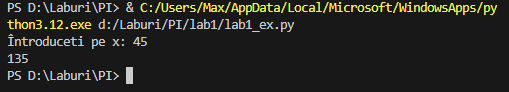 PS D:\Laburi\PI> & C:/Users/Max/AppData/Local/Microsoft/WindowsApps/py
thon3.12.exe d:/Laburi/PI/lab1/lab1_ex.py
Întroduceti pe x: 45
135
PS D:\Laburi\PI>